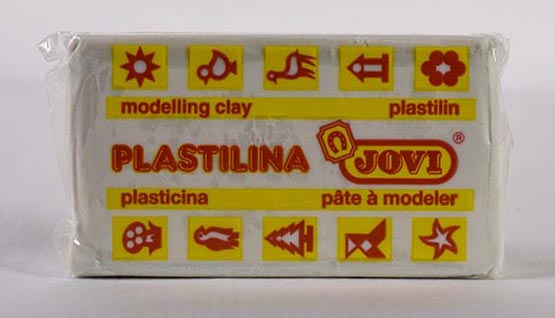 modelling clay plastilin
PLASTILINA JOVI ®
plasticina pâte à modeler